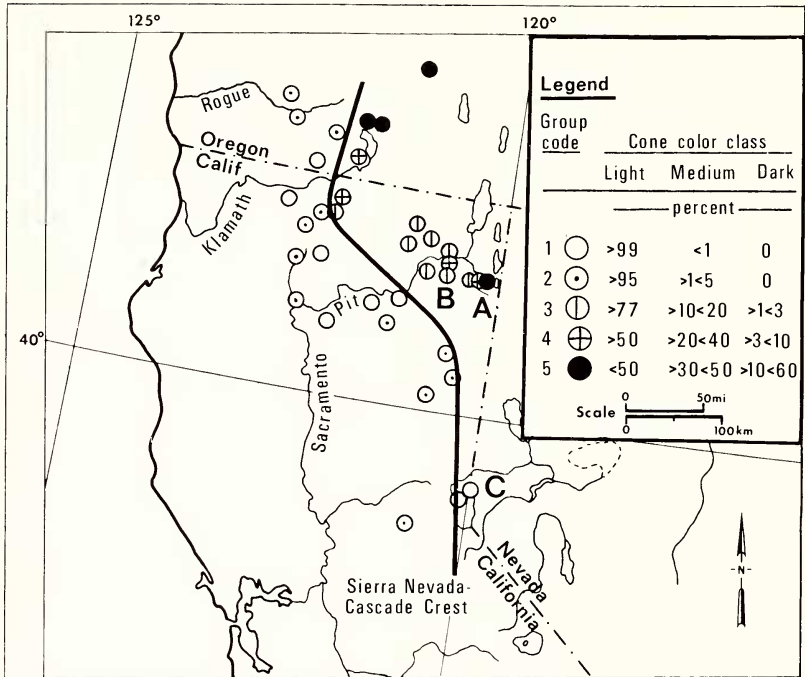 125°
120°
Rogue
Oregon
Calif
Klamath
Pit
B
A
40°
Sacramento
C
Nevada
California
Sierra Nevada-
Cascade Crest
-N-
Legend
Group
code
Cone color class
Light Medium Dark
percent
1 >99 <1 0
2 >95 >1<5 0
3 >77 >10<20 >1<3
4 >50 >20<40 >3<10
5 <50 >30<50 >10<60
Scale
0 50mi
0 100km